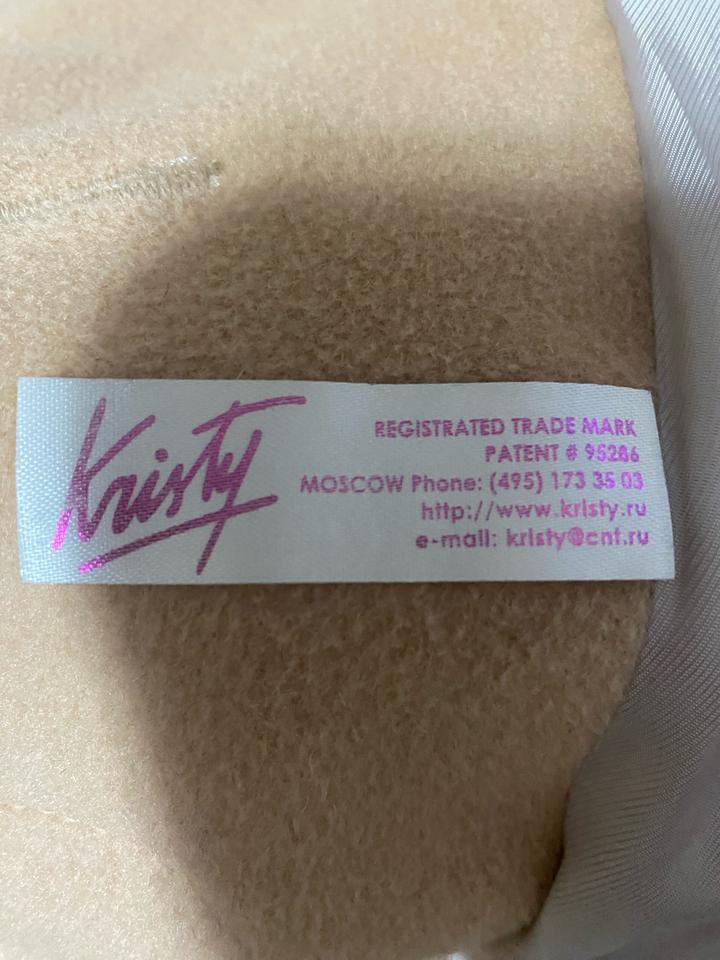 Kristy
REGISTRATED TRADE MARK
PATENT # 95286
MOSCOW Phone: (495) 173 35 03
http://www.kristy.ru
e-mail: kristy@cnt.ru